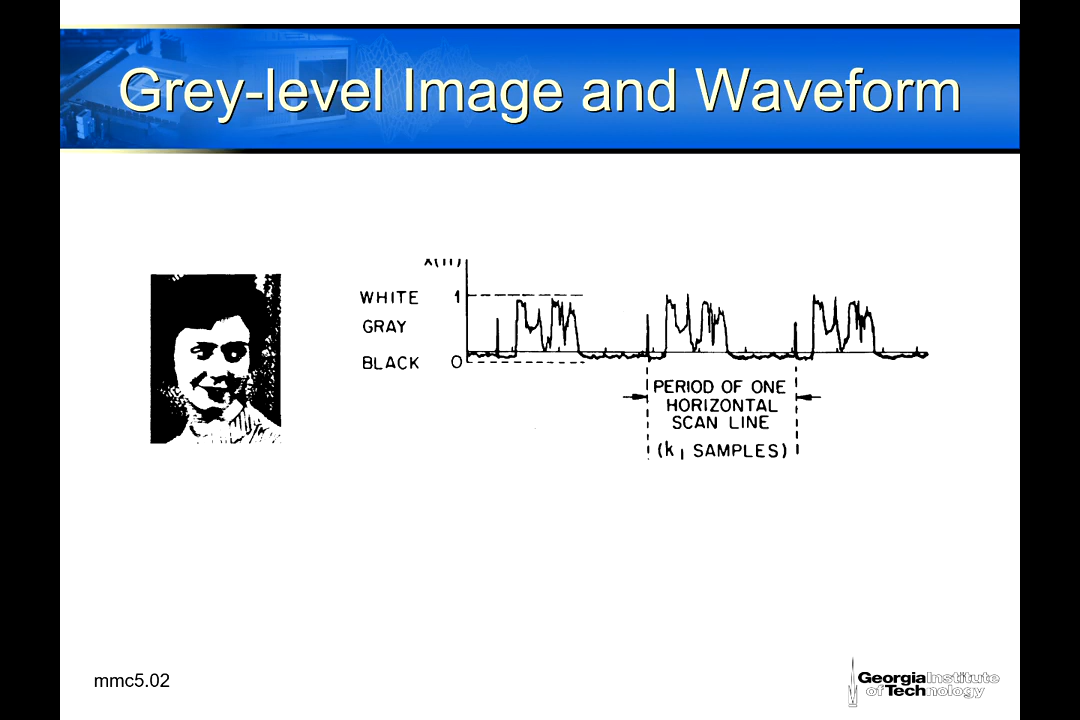 Grey-level Image and Waveform
x(n)
WHITE 1
GRAY
BLACK 0
PERIOD OF ONE
HORIZONTAL
SCAN LINE
(k1 SAMPLES)
mmc5.02
Georgia Institute
of Technology